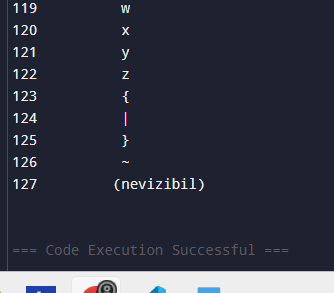 119 w
120 x
121 y
122 z
123 {
124 |
125 }
126 ~
127 (nevizibil)
=== Code Execution Successful ===